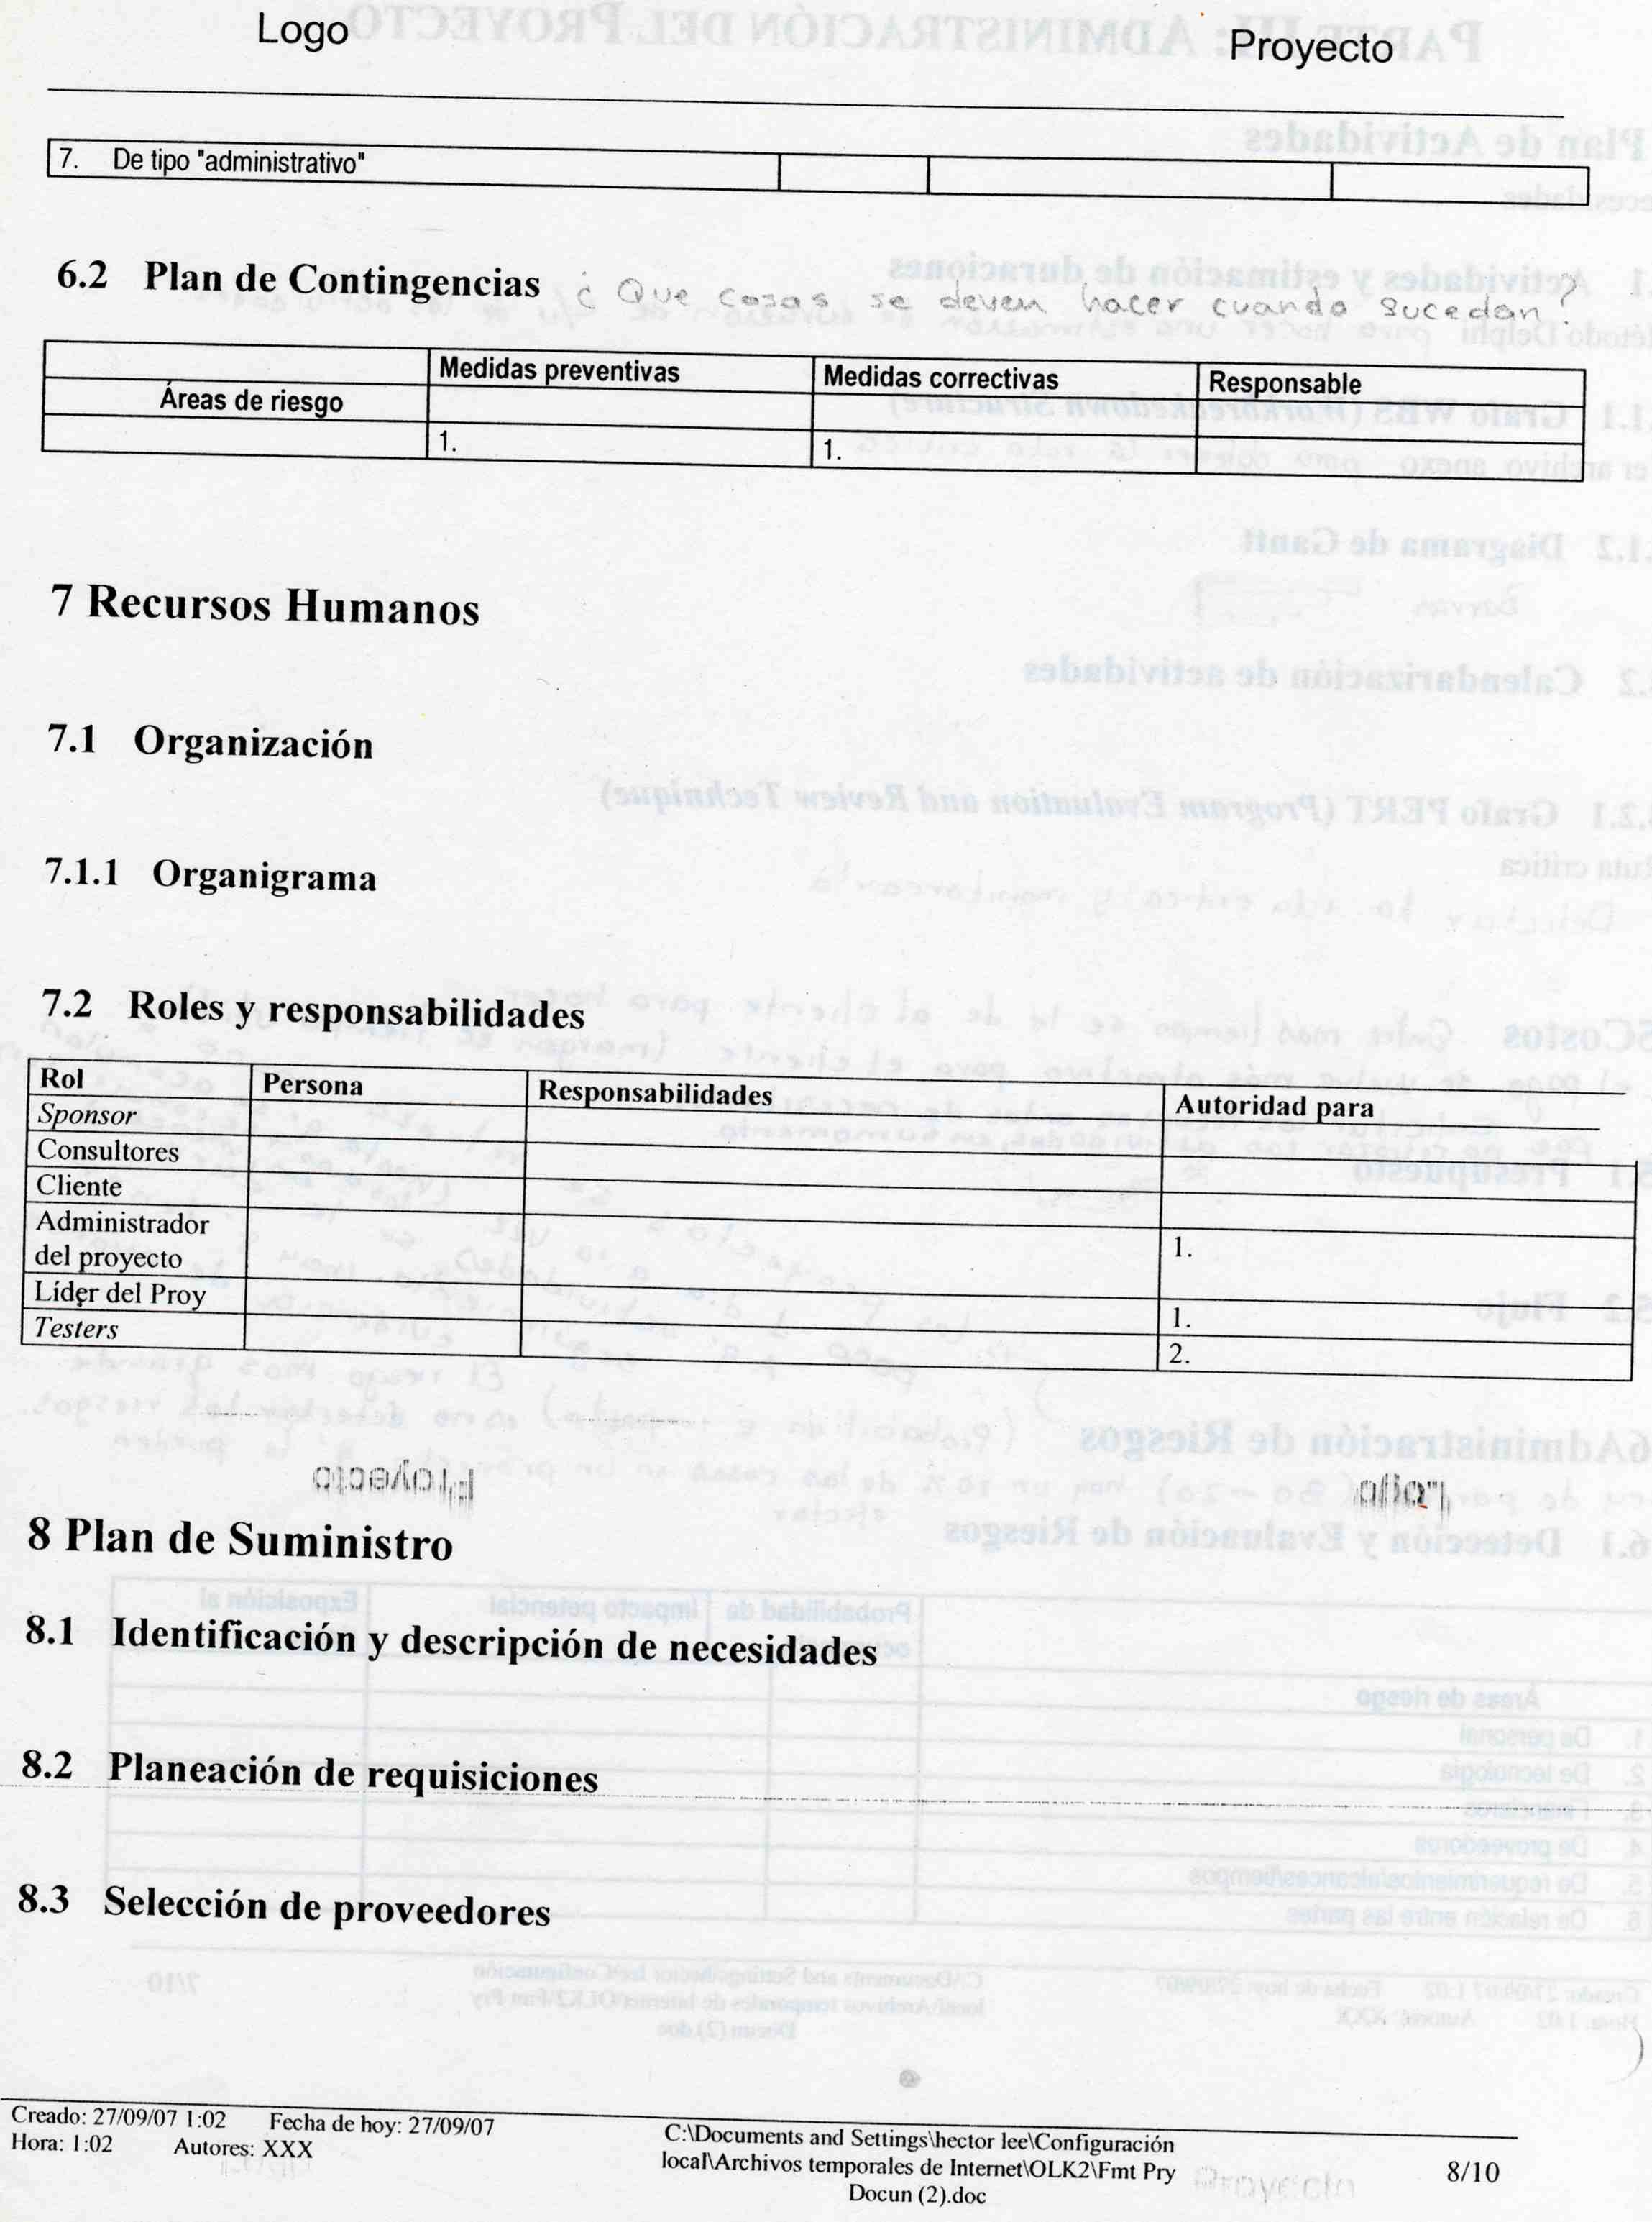 Logo Proyecto
7. De tipo "administrativo"
6.2 Plan de Contingencias ¿ Que cosas se deven hacer cuando sucedan?
Medidas preventivas Medidas correctivas Responsable
Áreas de riesgo
1. 1.
7 Recursos Humanos
7.1 Organización
7.1.1 Organigrama
7.2 Roles y responsabilidades
Rol Persona Responsabilidades Autoridad para
Sponsor
Consultores
Cliente
Administrador
del proyecto 1.
Líder del Proy 1.
Testers 2.
8 Plan de Suministro
8.1 Identificación y descripción de necesidades
8.2 Planeación de requisiciones
8.3 Selección de proveedores
Creado: 27/09/07 1:02 Fecha de hoy: 27/09/07
Hora: 1:02 Autores: XXX
C:\Documents and Settings\hector lee\Configuración
local\Archivos temporales de Internet\OLK2\Fmt Pry
Docun (2).doc
8/10